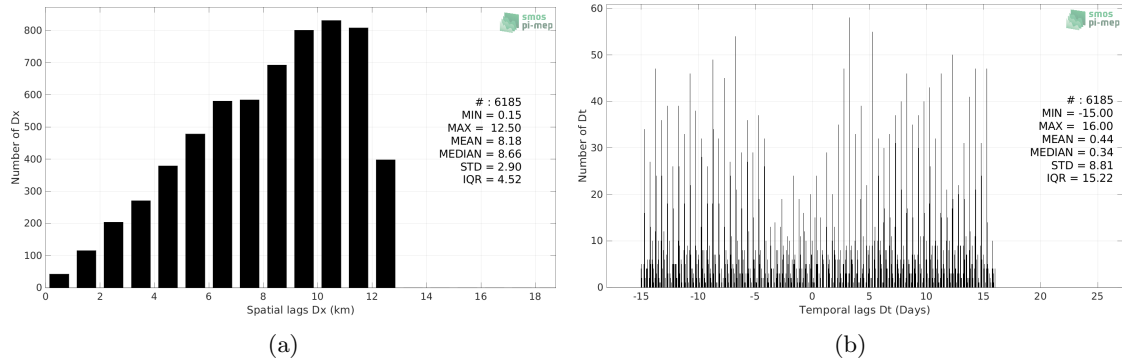 800
700
600
500
400
300
200
100
0
Number of Dx
0 2 4 6 8 10 12 14 16 18
Spatial lags Dx (km)
smos
pi-mep
# : 6185
MIN = 0.15
MAX = 12.50
MEAN = 8.18
MEDIAN = 8.66
STD = 2.90
IQR = 4.52
(a)
60
50
40
30
20
10
0
Number of Dt
-15 -10 -5 0 5 10 15 20 25
Temporal lags Dt (Days)
smos
pi-mep
# : 6185
MIN = -15.00
MAX = 16.00
MEAN = 0.44
MEDIAN = 0.34
STD = 8.81
IQR = 15.22
(b)